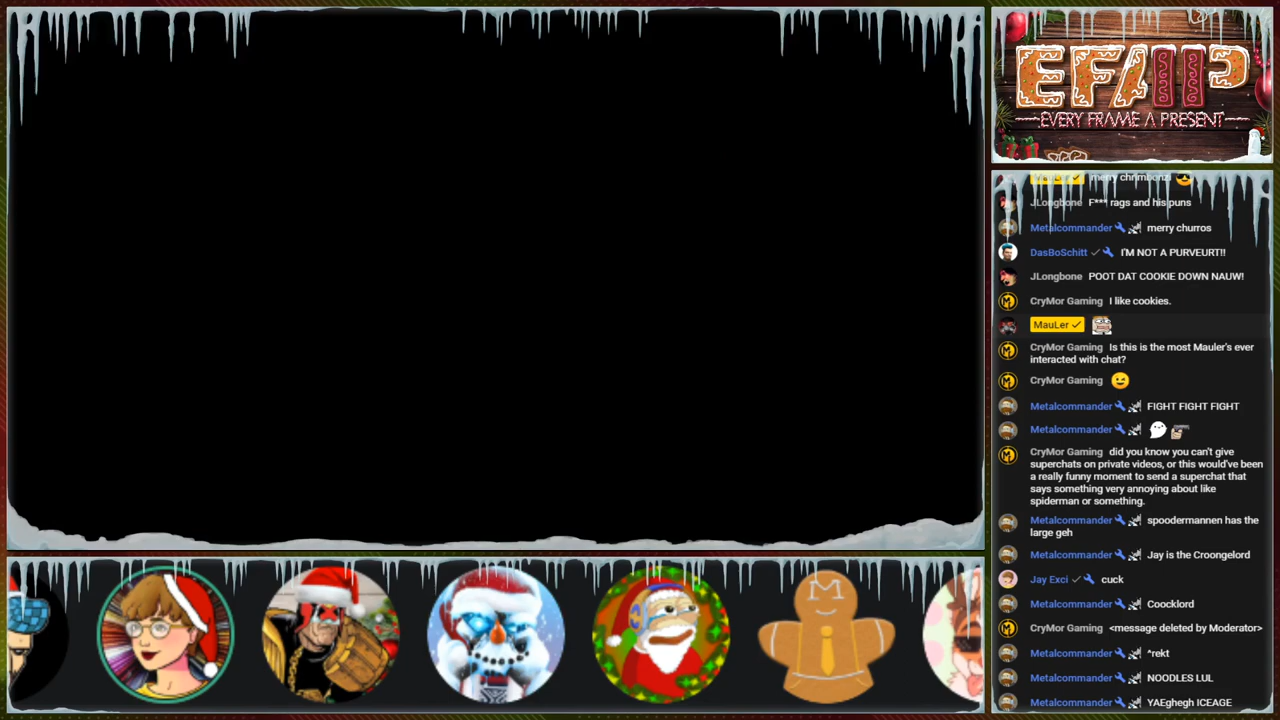 EFAP
EVERY FRAME A PRESENT
merry chrimbonzi
JLongbone F*** rags and his puns
Metalcommander merry churros
DasBoSchitt I'M NOT A PURVEURT!!
JLongbone POOT DAT COOKIE DOWN NAUW!
CryMor Gaming I like cookies.
MauLer
CryMor Gaming Is this is the most Mauler's ever
interacted with chat?
CryMor Gaming
Metalcommander FIGHT FIGHT FIGHT
Metalcommander
CryMor Gaming did you know you can't give
superchats on private videos, or this would've been
a really funny moment to send a superchat that
says something very annoying about like
spiderman or something.
Metalcommander spoodermannen has the
large geh
Metalcommander Jay is the Croongelord
Jay Exci cuck
Metalcommander Coocklord
CryMor Gaming <message deleted by Moderator>
Metalcommander ^rekt
Metalcommander NOODLES LUL
Metalcommander YAEghegh ICEAGE
M